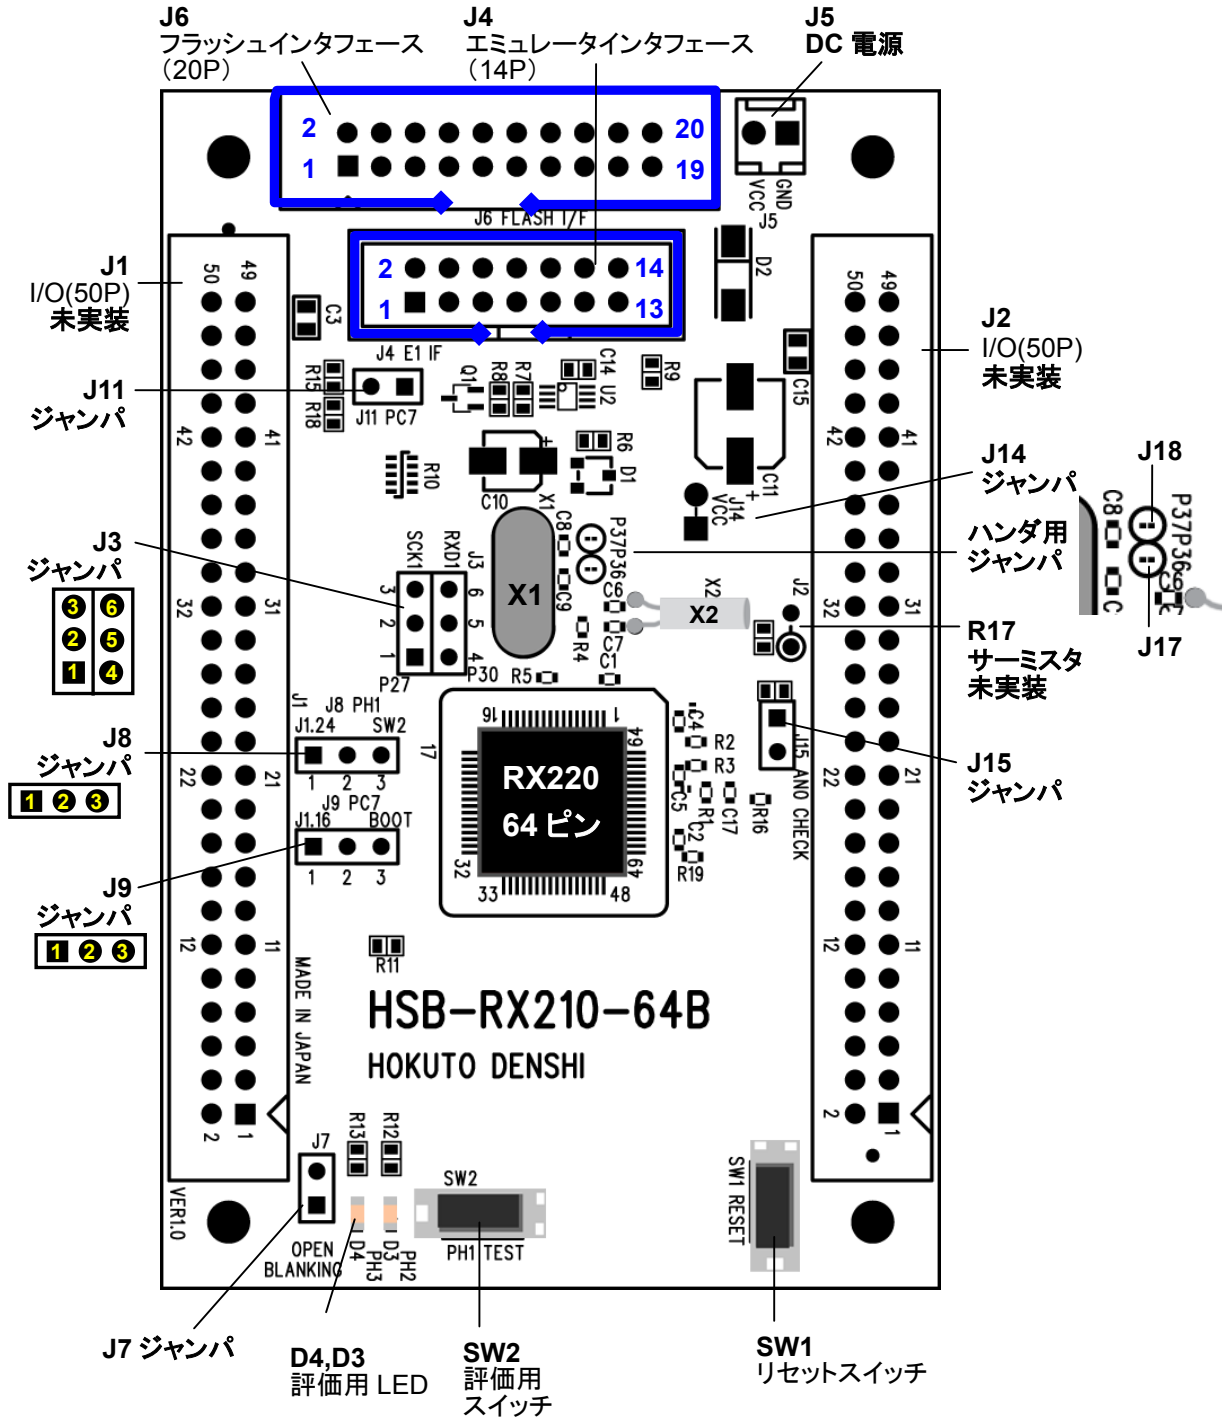 J6
フラッシュインタフェース
（20P）
J4
エミュレータインタフェース
（14P）
J5
DC 電源
2
20
1
19
VCC
GND
J5
J6 FLASH I/F
2
14
1
13
J4 E1 IF
J1
I/O(50P)
未実装
50
49
C3
D2
50
49
J2
I/O(50P)
未実装
J11
ジャンパ
R15
R18
J11 PC7
Q1
R8
R7
C14
U2
R9
C15
42
41
R10
C10
X1
R6
D1
C11
J14
VCC
42
41
J14
ジャンパ
J18
C8
P37P36
C6
C7
C
J17
ハンダ用
ジャンパ
J3
ジャンパ
3
6
2
5
1
4
SCK1
RXD1
J3
3
6
2
5
1
4
P27
P30
X1
C8
C9
P37P36
C6
C7
R4
R5
C1
X2
X2
J2
32
31
32
31
R17
サーミスタ
未実装
J1
J8 PH1
J1.24
SW2
1
2
3
J8
ジャンパ
1
2
3
J9 PC7
J1.16
BOOT
1
2
3
J9
ジャンパ
1
2
3
16
1
17
64
RX220
64 ピン
32
33
48
49
C4
R2
R3
C5
R1
C17
R16
C2
R19
J15
ANO CHECK
J15
ジャンパ
22
21
22
21
12
11
12
11
R11
MADE IN JAPAN
HSB-RX210-64B
HOKUTO DENSHI
2
1
2
1
VER1.0
J7
OPEN
BLANKING
R13
R12
D4
PH3
D3
PH2
SW2
PH1 TEST
SW1 RESET
J7 ジャンパ
D4,D3
評価用 LED
SW2
評価用
スイッチ
SW1
リセットスイッチ